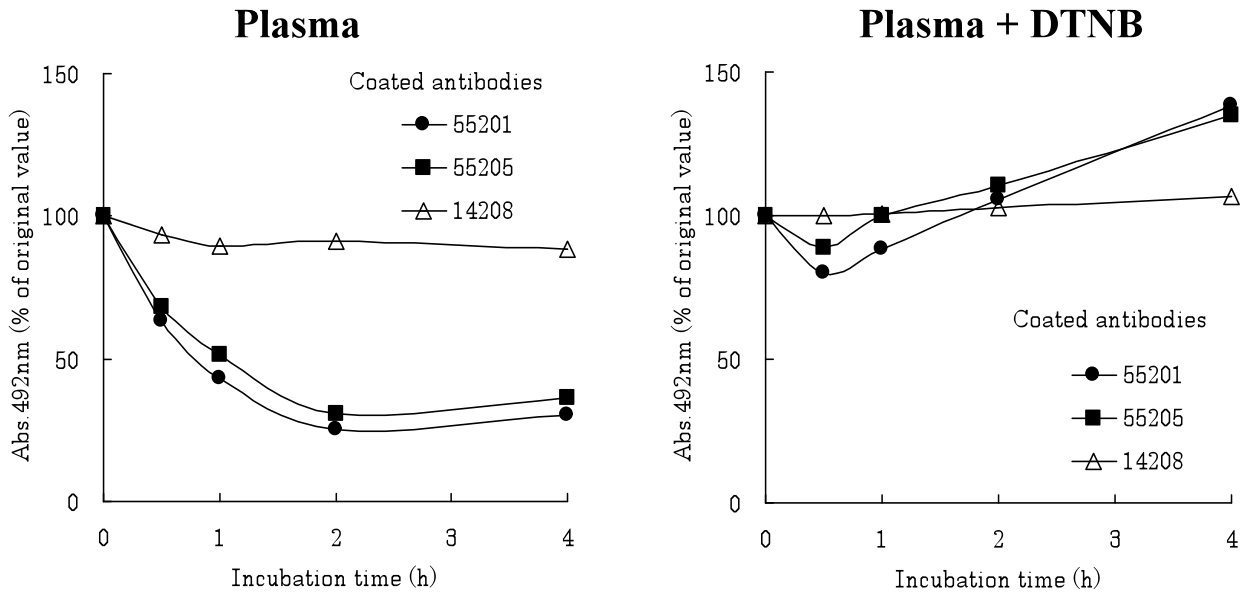 Plasma
150
100
50
0
Abs.492nm (% of original value)
Coated antibodies
55201
55205
14208
0 1 2 3 4
Incubation time (h)
Plasma + DTNB
150
100
50
0
Abs.492nm (% of original value)
Coated antibodies
55201
55205
14208
0 1 2 3 4
Incubation time (h)